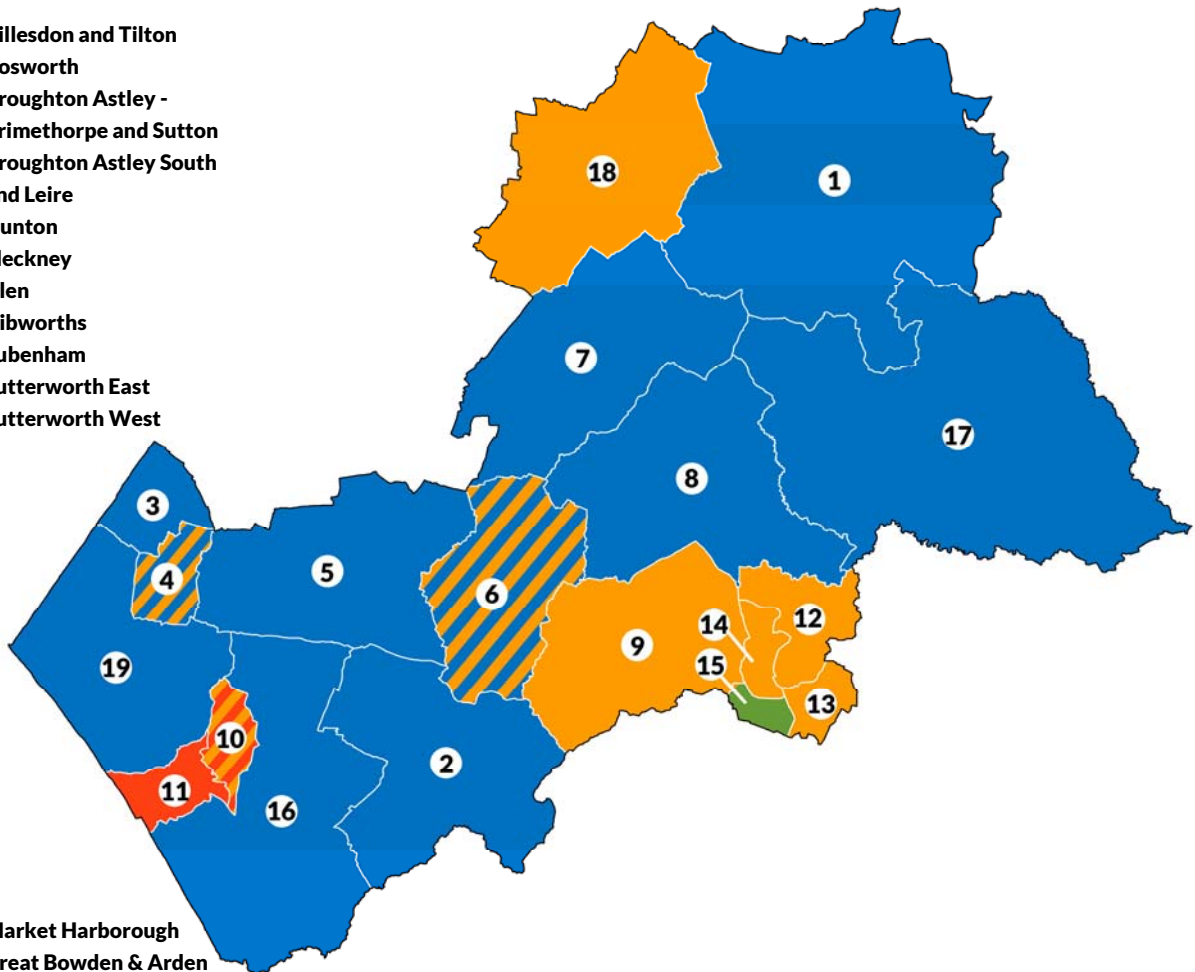 illesdon and Tilton
osworth
roughton Astley -
rimethorpe and Sutton
roughton Astley South
nd Leire
unton
leckney
len
ibworths
ubenham
utterworth East
utterworth West
18
1
7
17
8
3
5
4
6
12
14
9
15
19
13
10
2
11
16
larket Harborough
reat Bowden & Arden